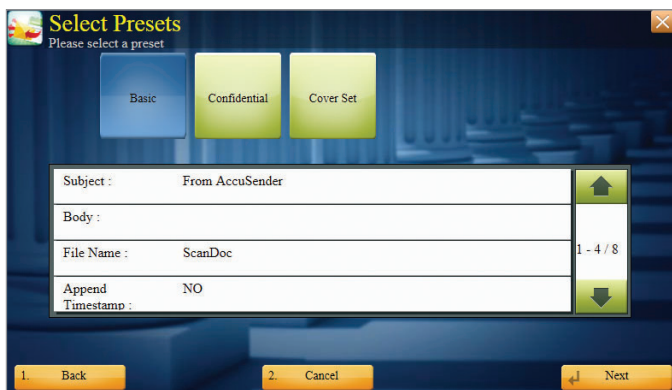 Select Presets
Please select a preset
Basic Confidential Cover Set
Subject : From AccuSender
Body :
File Name : ScanDoc
1 - 4 / 8
Append NO
Timestamp :
1. Back 2. Cancel Next